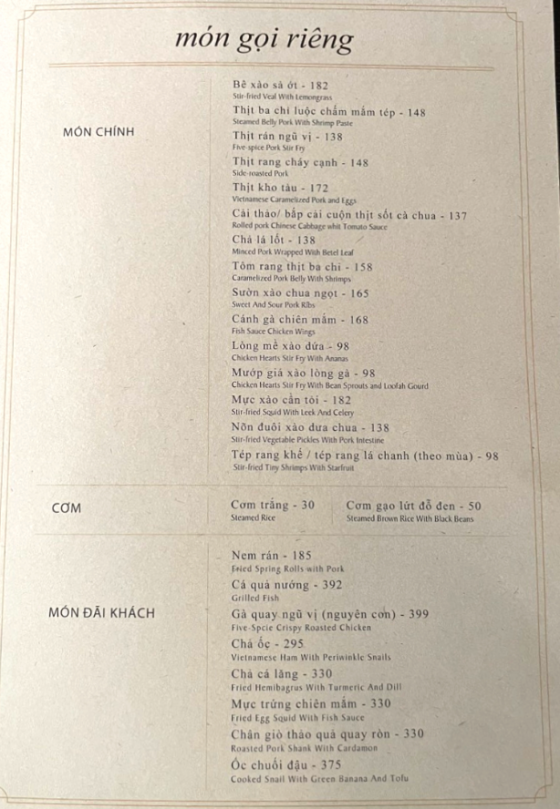 món gọi riêng
MÓN CHÍNH
Bê xào sả ớt - 182
Stir-fried Veal With Lemongrass
Thịt ba chỉ luộc chấm mắm tép - 148
Steamed Belly Pork With Shrimp Paste
Thịt rán ngũ vị - 138
Five-spice Pork Stir Fry
Thịt rang cháy cạnh - 148
Side-roasted Pork
Thịt kho tàu - 172
Vietnamese Caramelized Pork and Eggs
Cải thảo/ bắp cải cuộn thịt sốt cà chua - 137
Rolled pork Chinese Cabbage whit Tomato Sauce
Chả lá lốt - 138
Minced Pork Wrapped With Betel Leaf
Tôm rang thịt ba chỉ - 158
Caramelized Pork Belly With Shrimps
Sườn xào chua ngọt - 165
Sweet And Sour Pork Ribs
Cánh gà chiên mắm - 168
Fish Sauce Chicken Wings
Lòng mề xào dứa - 98
Chicken Hearts Stir Fry With Ananas
Mướp giá xào lòng gà - 98
Chicken Hearts Stir Fry With Bean Sprouts and Loofah Gourd
Mực xào cần tỏi - 182
Stir-fried Squid With Leek And Celery
Nõn đuôi xào dưa chua - 138
Stir-fried Vegetable Pickles With Pork Intestine
Tép rang khế / tép rang lá chanh (theo mùa) - 98
Stir-fried Tiny Shrimps With Starfruit
CƠM
Cơm trắng - 30
Steamed Rice
Cơm gạo lứt đỗ đen - 50
Steamed Brown Rice With Black Beans
MÓN ĐÃI KHÁCH
Nem rán - 185
Fried Spring Rolls with Pork
Cá quả nướng - 392
Grilled Fish
Gà quay ngũ vị (nguyên con) - 399
Five-Spcie Crispy Roasted Chicken
Chả ốc - 295
Vietnamese Ham With Periwinkle Snails
Chả cá lăng - 330
Fried Hemibagrus With Turmeric And Dill
Mực trứng chiên mắm - 330
Fried Egg Squid With Fish Sauce
Chân giò thảo quả quay ròn - 330
Roasted Pork Shank With Cardamon
Ốc chuối đậu - 375
Cooked Snail With Green Banana And Tofu